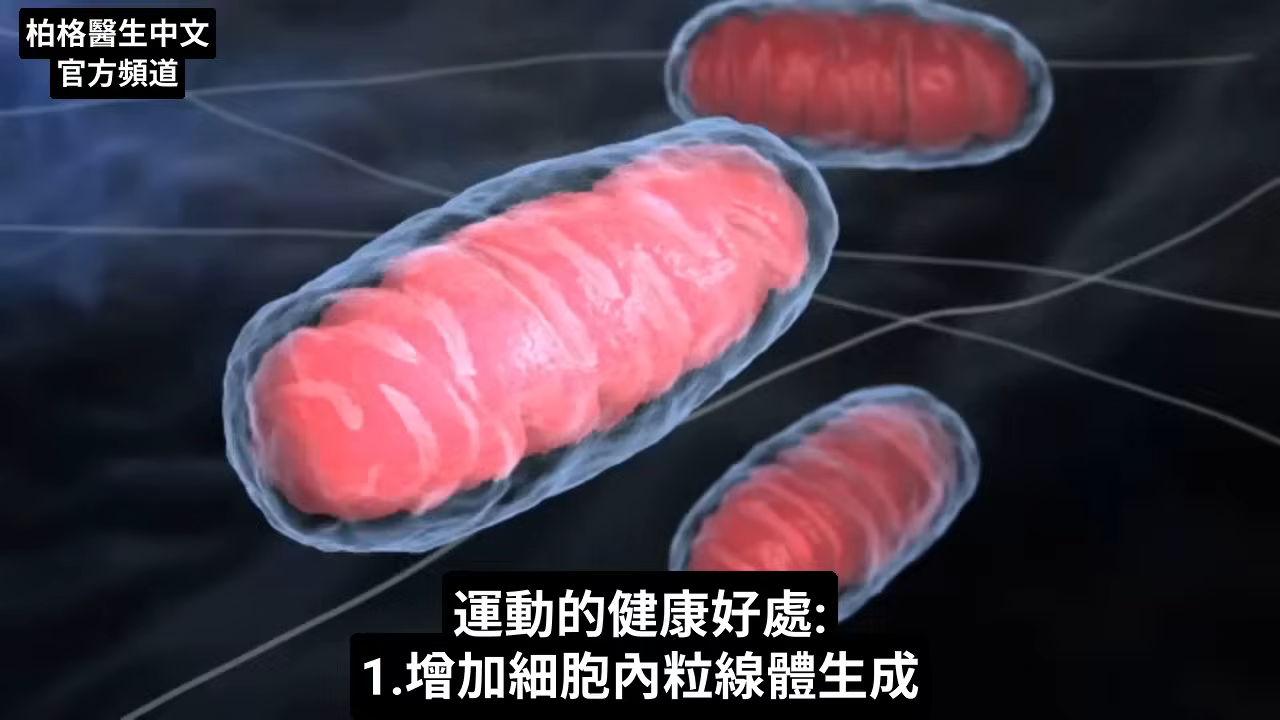 柏格醫生中文
官方頻道
運動的健康好處:
1.增加細胞內粒線體生成